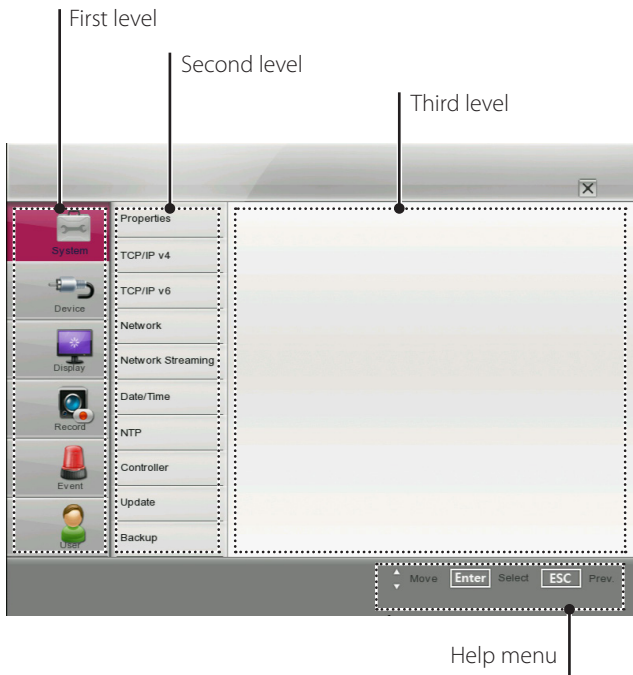 First level
Second level
Third level
System
Device
Display
Record
Event
User
Properties
TCP/IP v4
TCP/IP v6
Network
Network Streaming
Date/Time
NTP
Controller
Update
Backup
Move Enter Select ESC Prev.
Help menu